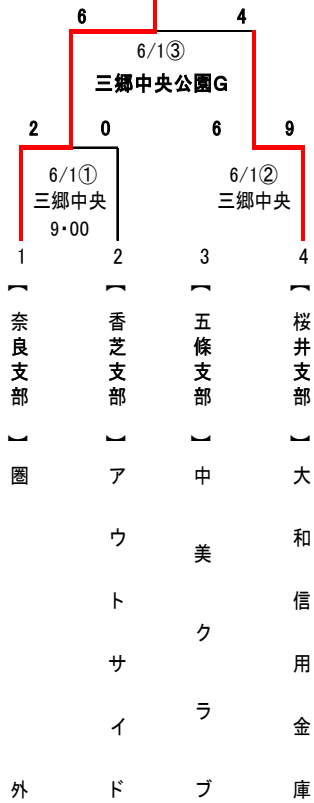 6 4
6/1③
三郷中央公園G
2 0 6 9
6/1① 6/1②
三郷中央 三郷中央
9・00
1 2 3 4
【奈良支部】圏外
【香芝支部】アウトサイド
【五條支部】中美クラブ
【桜井支部】大和信用金庫